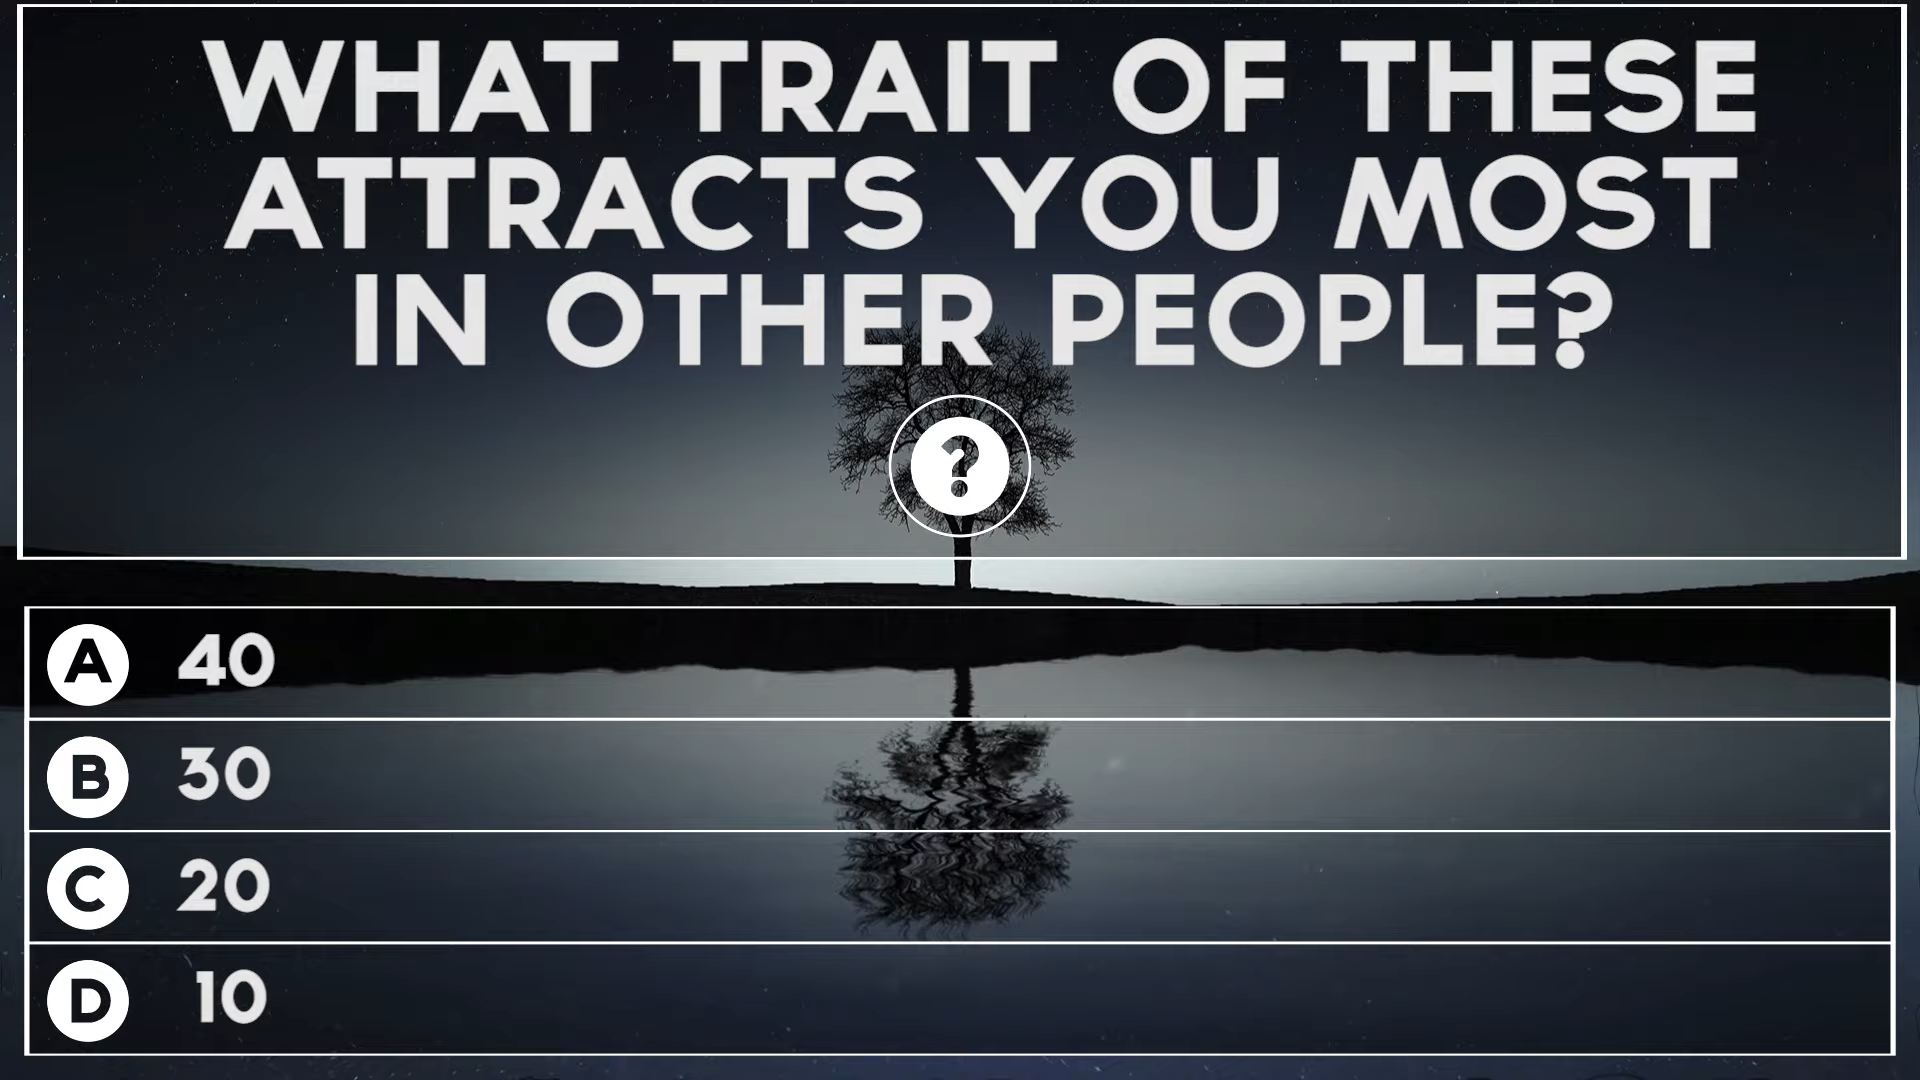 WHAT TRAIT OF THESE
ATTRACTS YOU MOST
IN OTHER PEOPLE?
?
A 40
B 30
C 20
D 10